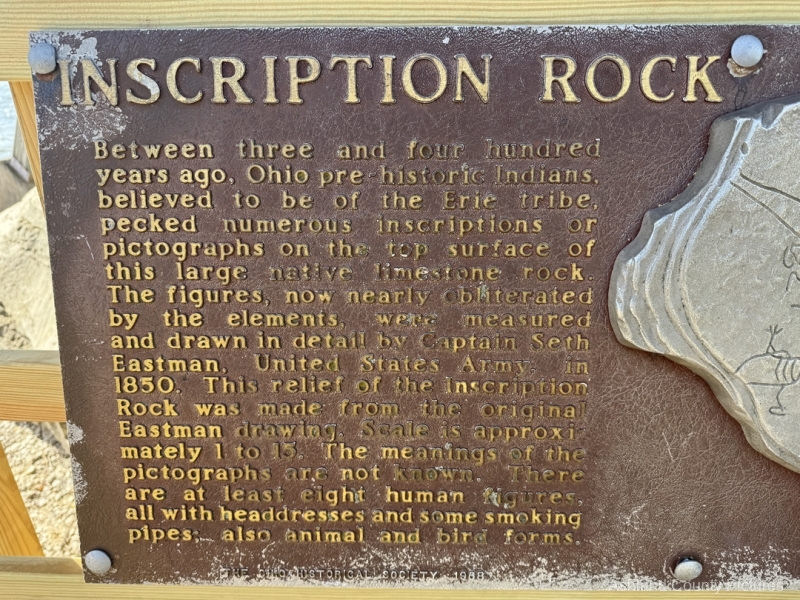 INSCRIPTION ROCK
Between three and four hundred
years ago, Ohio pre-historic Indians,
believed to be of the Erie tribe,
pecked numerous inscriptions or
pictographs on the top surface of
this large native limestone rock.
The figures, now nearly obliterated
by the elements, were measured
and drawn in detail by Captain Seth
Eastman, United States Army, in
1850. This relief of the Inscription
Rock was made from the original
Eastman drawing. Scale is approxi-
mately 1 to 15. The meanings of the
pictographs are not known. There
are at least eight human figures,
all with headdresses and some smoking
pipes; also animal and bird forms.
THE OHIO HISTORICAL SOCIETY